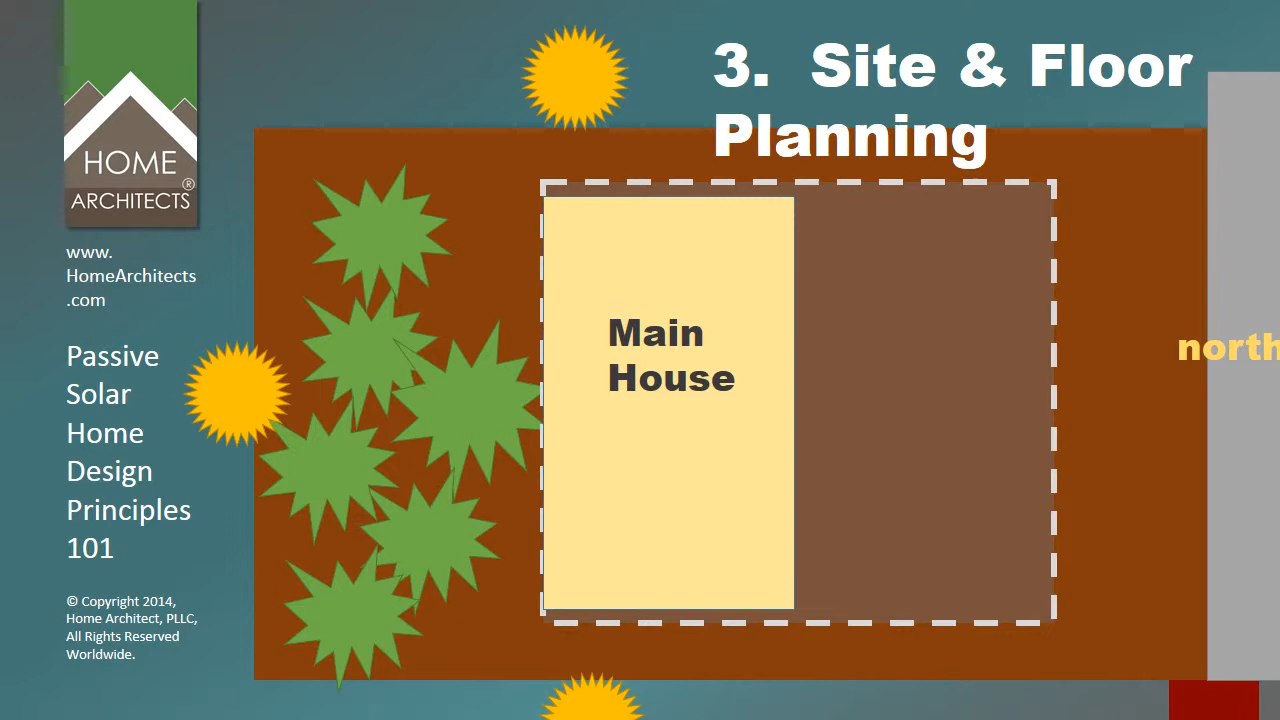 3. Site & Floor
Planning
HOME
®
ARCHITECTS
www.
HomeArchitects
.com
Passive
Solar
Home
Design
Principles
101
© Copyright 2014,
Home Architect, PLLC,
All Rights Reserved
Worldwide.
Main
House
north